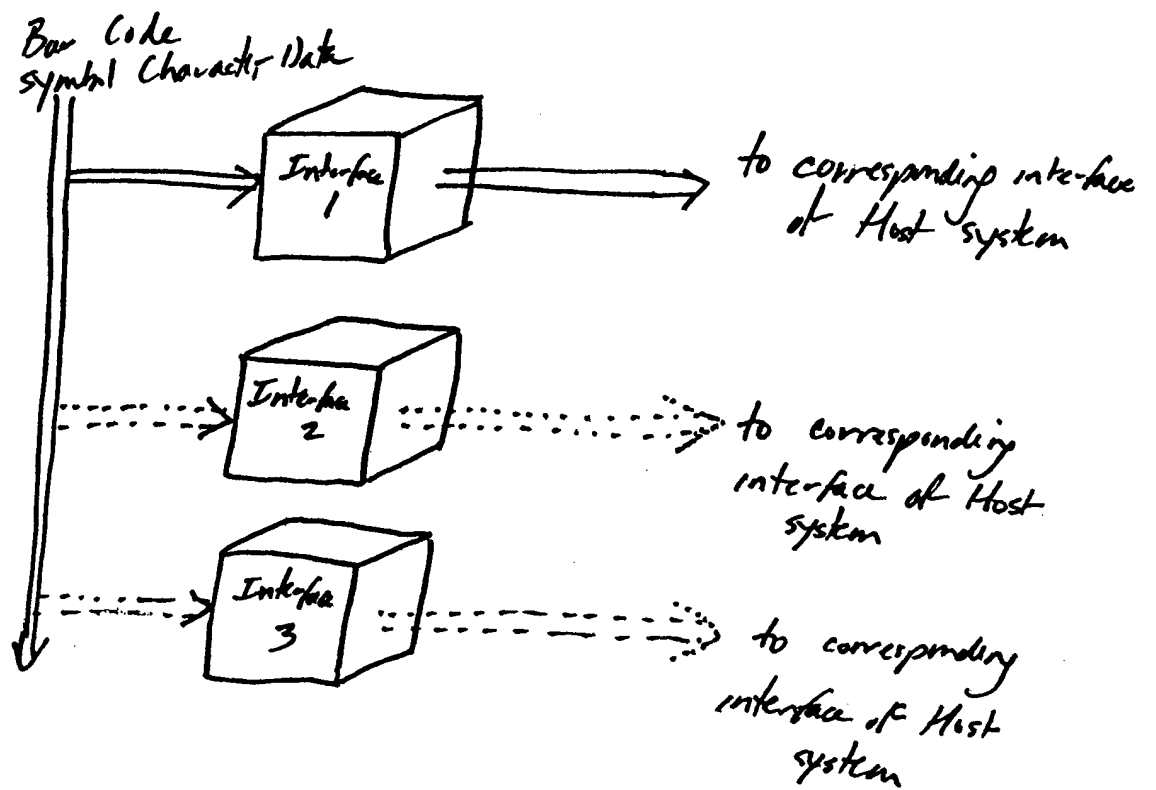 Bar Code
symbol Character Data
Interface
1
to corresponding interface
of Host system
Interface
2
to corresponding
interface of Host
system
Interface
3
to corresponding
interface of Host
system